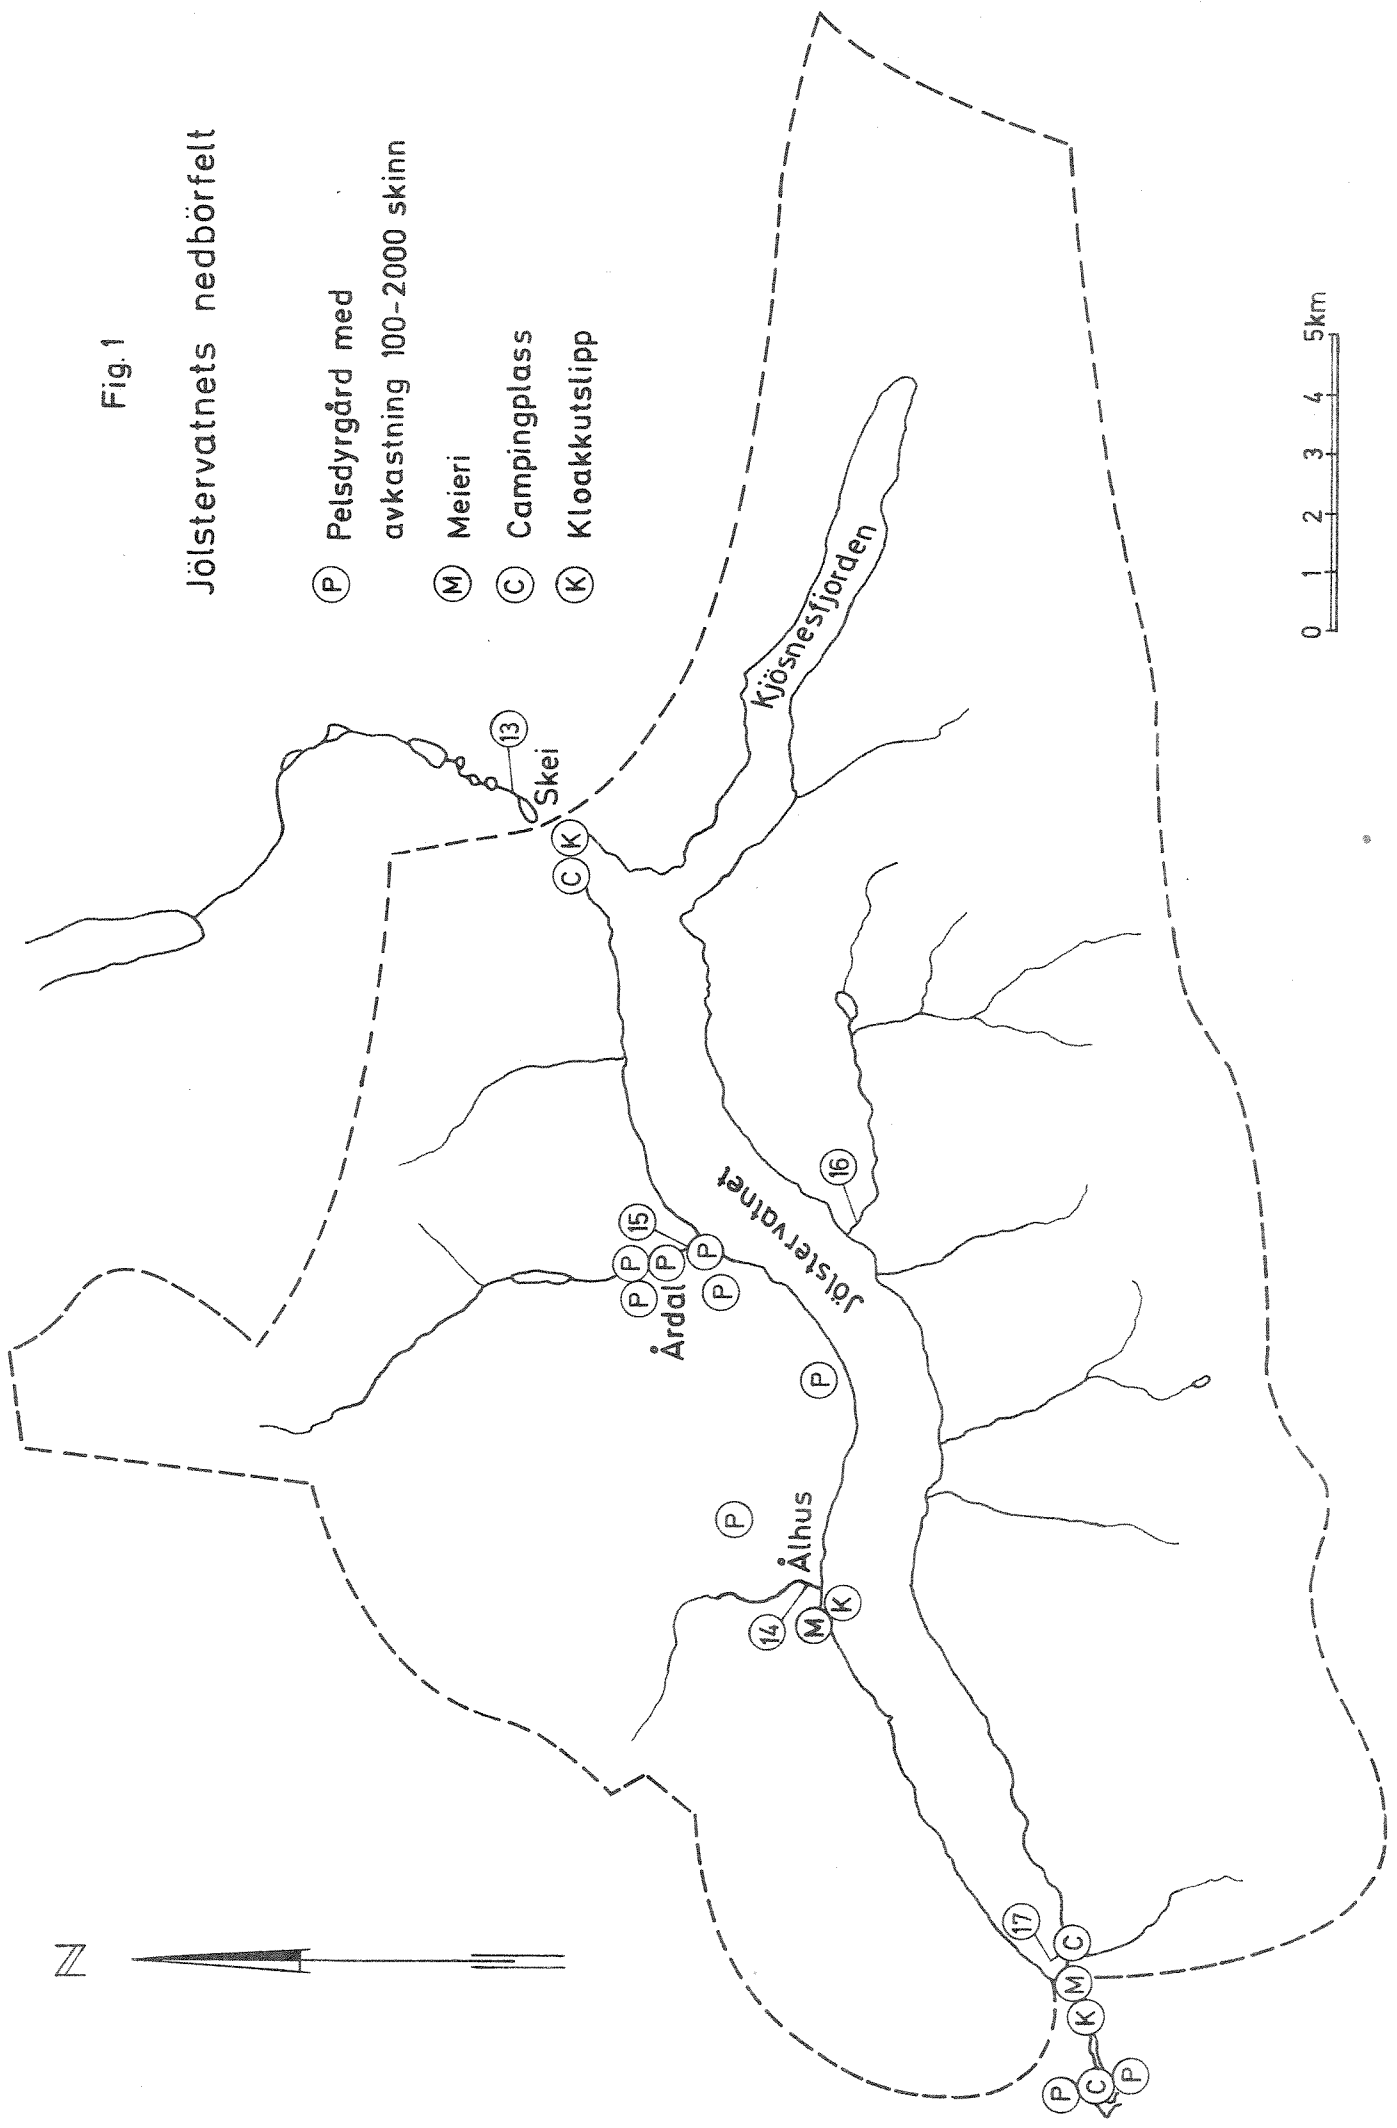 Fig.1
Jölstervatnets nedbörfelt
P Pelsdyrgård med
avkastning 100-2000 skinn
M Meieri
C Campingplass
K Kloakkutslipp
N
13
Skei
C K
Kjösnesfjorden
15
P P
P P
P
Årdal
P
16
Jölstervatnet
P
Ålhus
14
M K
17
C
M
K
P C P
0 1 2 3 4 5km